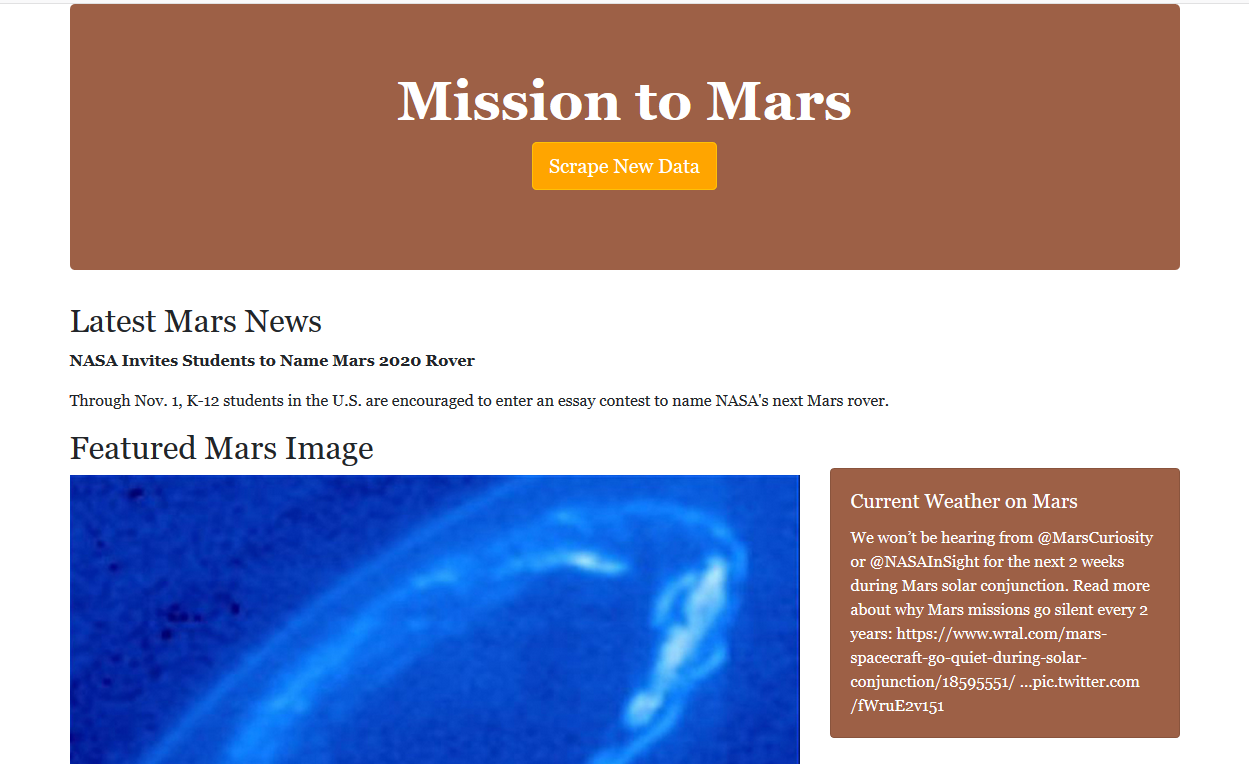 Mission to Mars
Scrape New Data
Latest Mars News
NASA Invites Students to Name Mars 2020 Rover
Through Nov. 1, K-12 students in the U.S. are encouraged to enter an essay contest to name NASA's next Mars rover.
Featured Mars Image
Current Weather on Mars
We won’t be hearing from @MarsCuriosity
or @NASAInSight for the next 2 weeks
during Mars solar conjunction. Read more
about why Mars missions go silent every 2
years: https://www.wral.com/mars-
spacecraft-go-quiet-during-solar-
conjunction/18595551/ …pic.twitter.com
/fWruE2v151